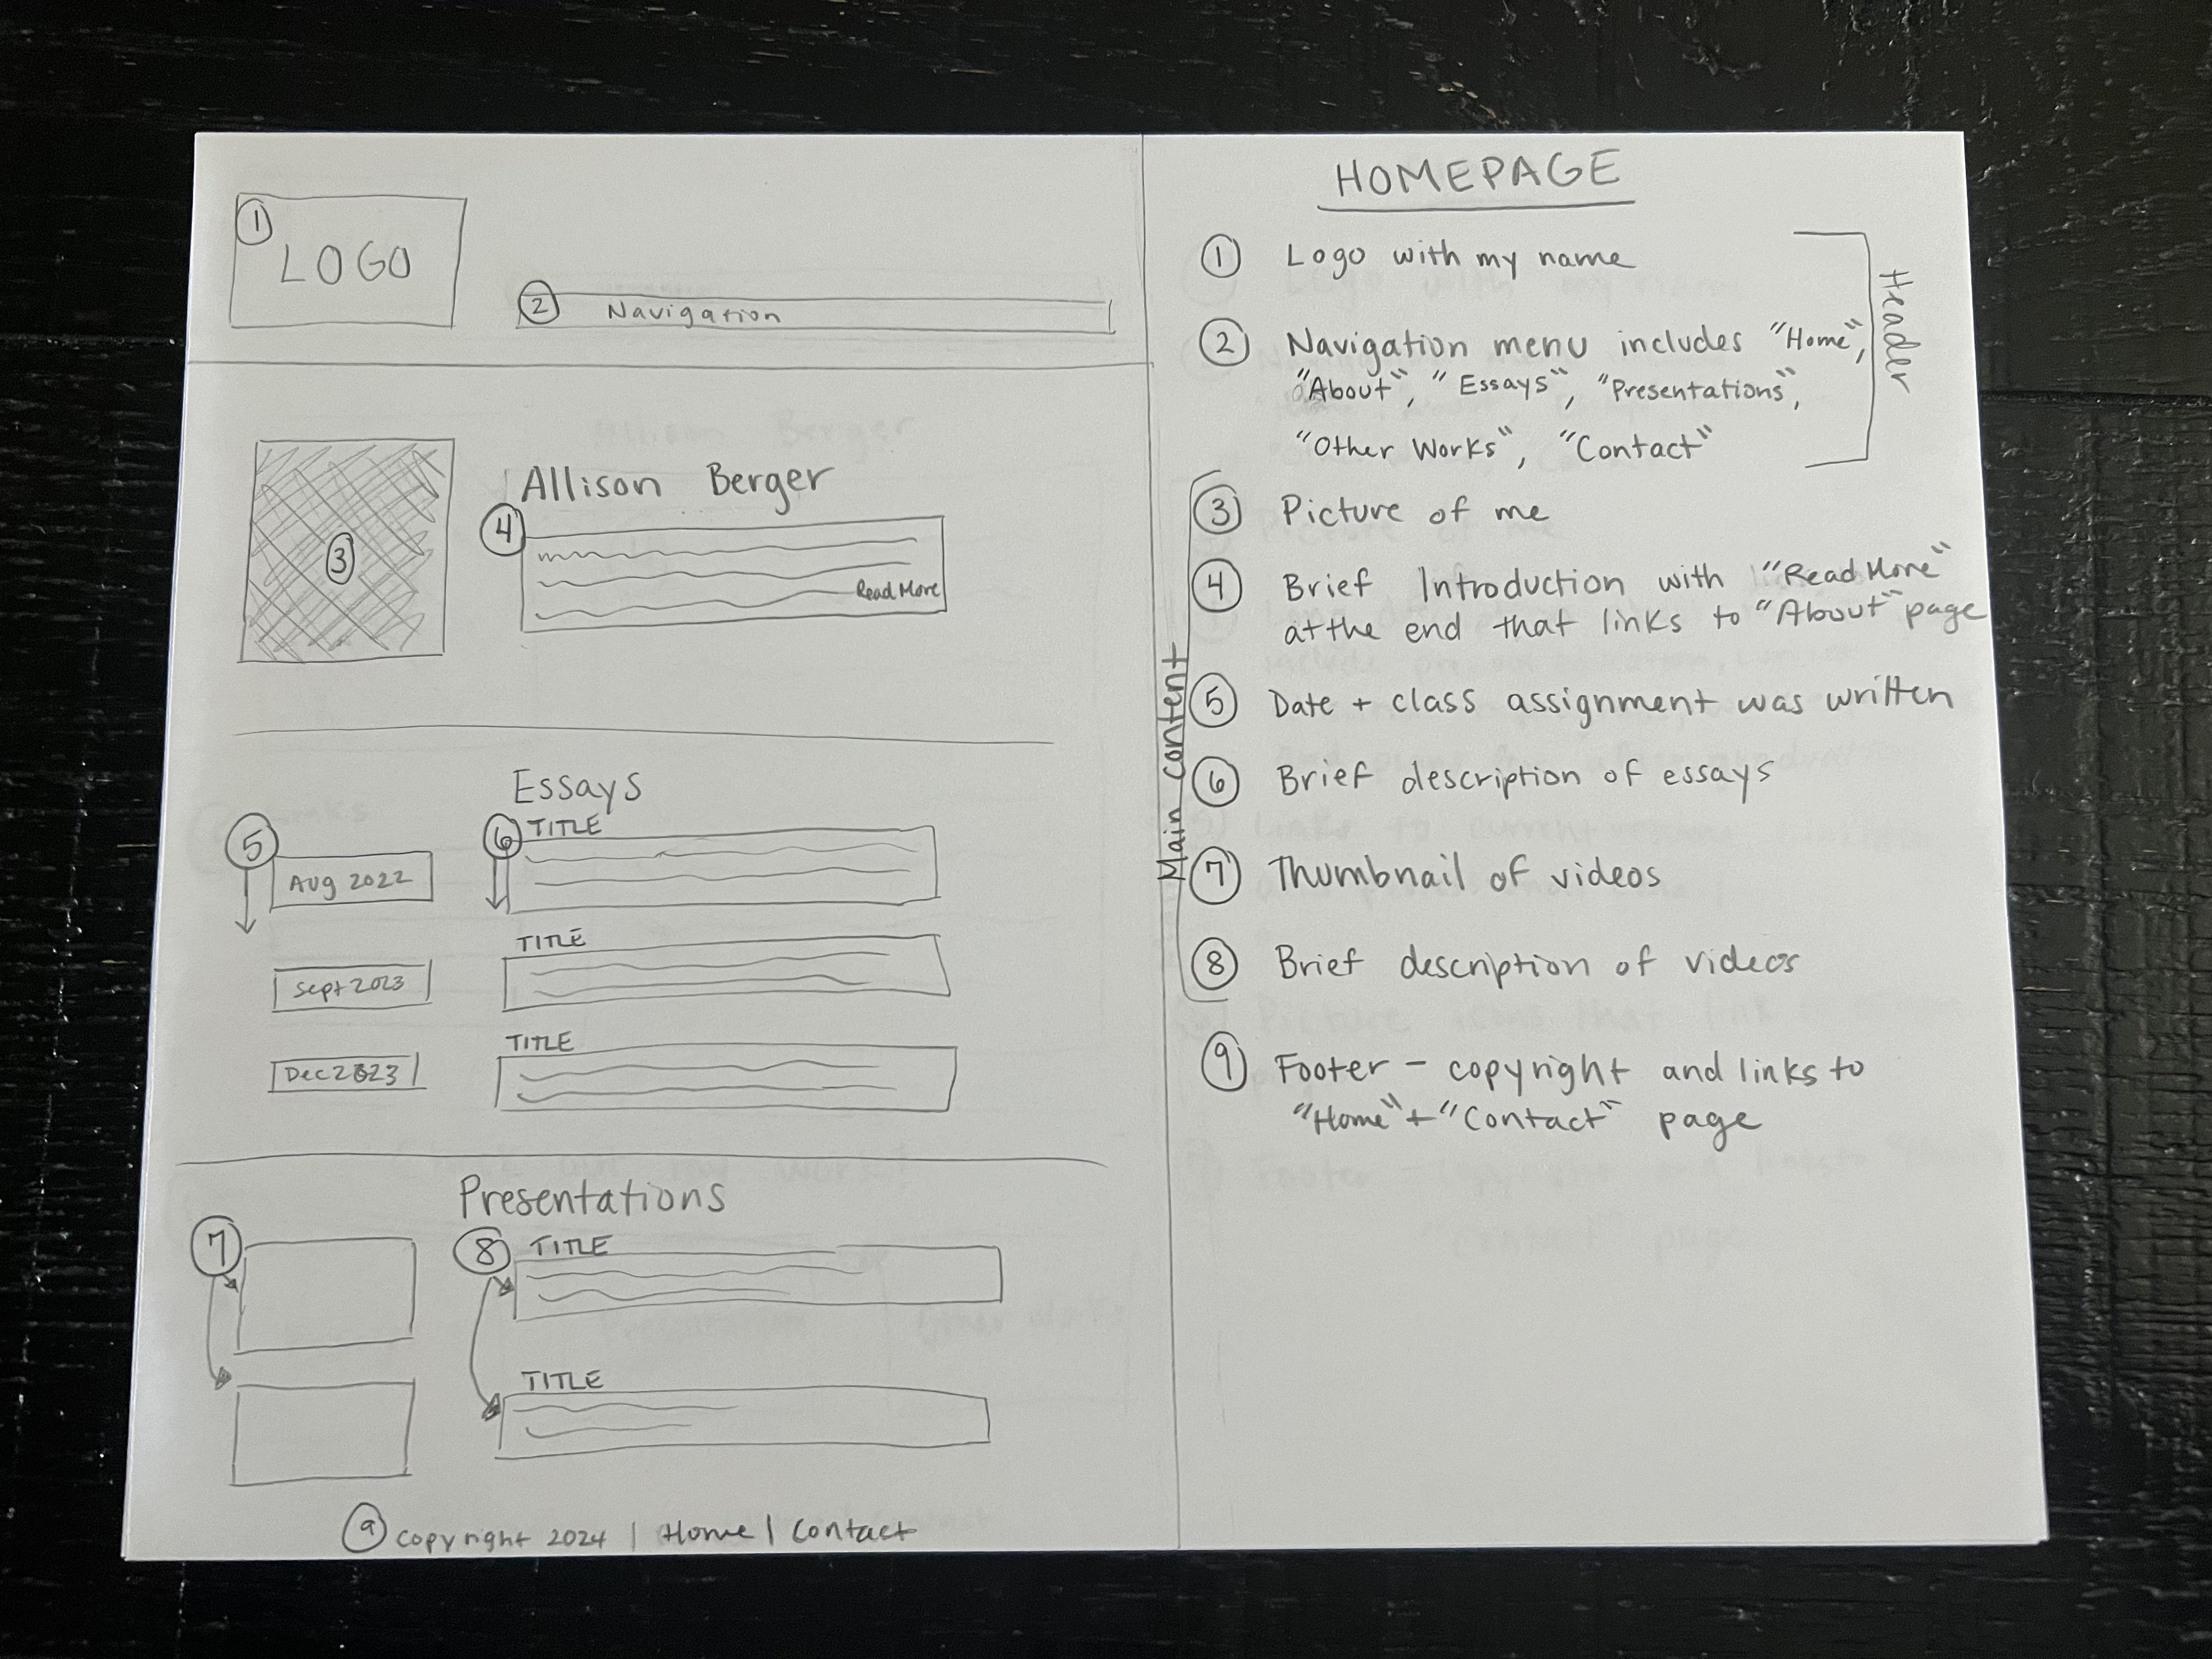 1
LOGO
2 Navigation
3
Allison Berger
4
Read More
Essays
5
6 TITLE
Aug 2022
TITLE
Sept 2023
TITLE
Dec 2023
Presentations
7
8 TITLE
TITLE
9 copyright 2024 | Home | Contact
HOMEPAGE
1 Logo with my name
2 Navigation menu includes "Home",
"About", "Essays", "Presentations",
"Other Works", "Contact"
Header
3 Picture of me
4 Brief Introduction with "Read More"
at the end that links to "About" page
5 Date + class assignment was written
6 Brief description of essays
7 Thumbnail of videos
8 Brief description of videos
Main content
9 Footer - copyright and links to
"Home" + "Contact" page